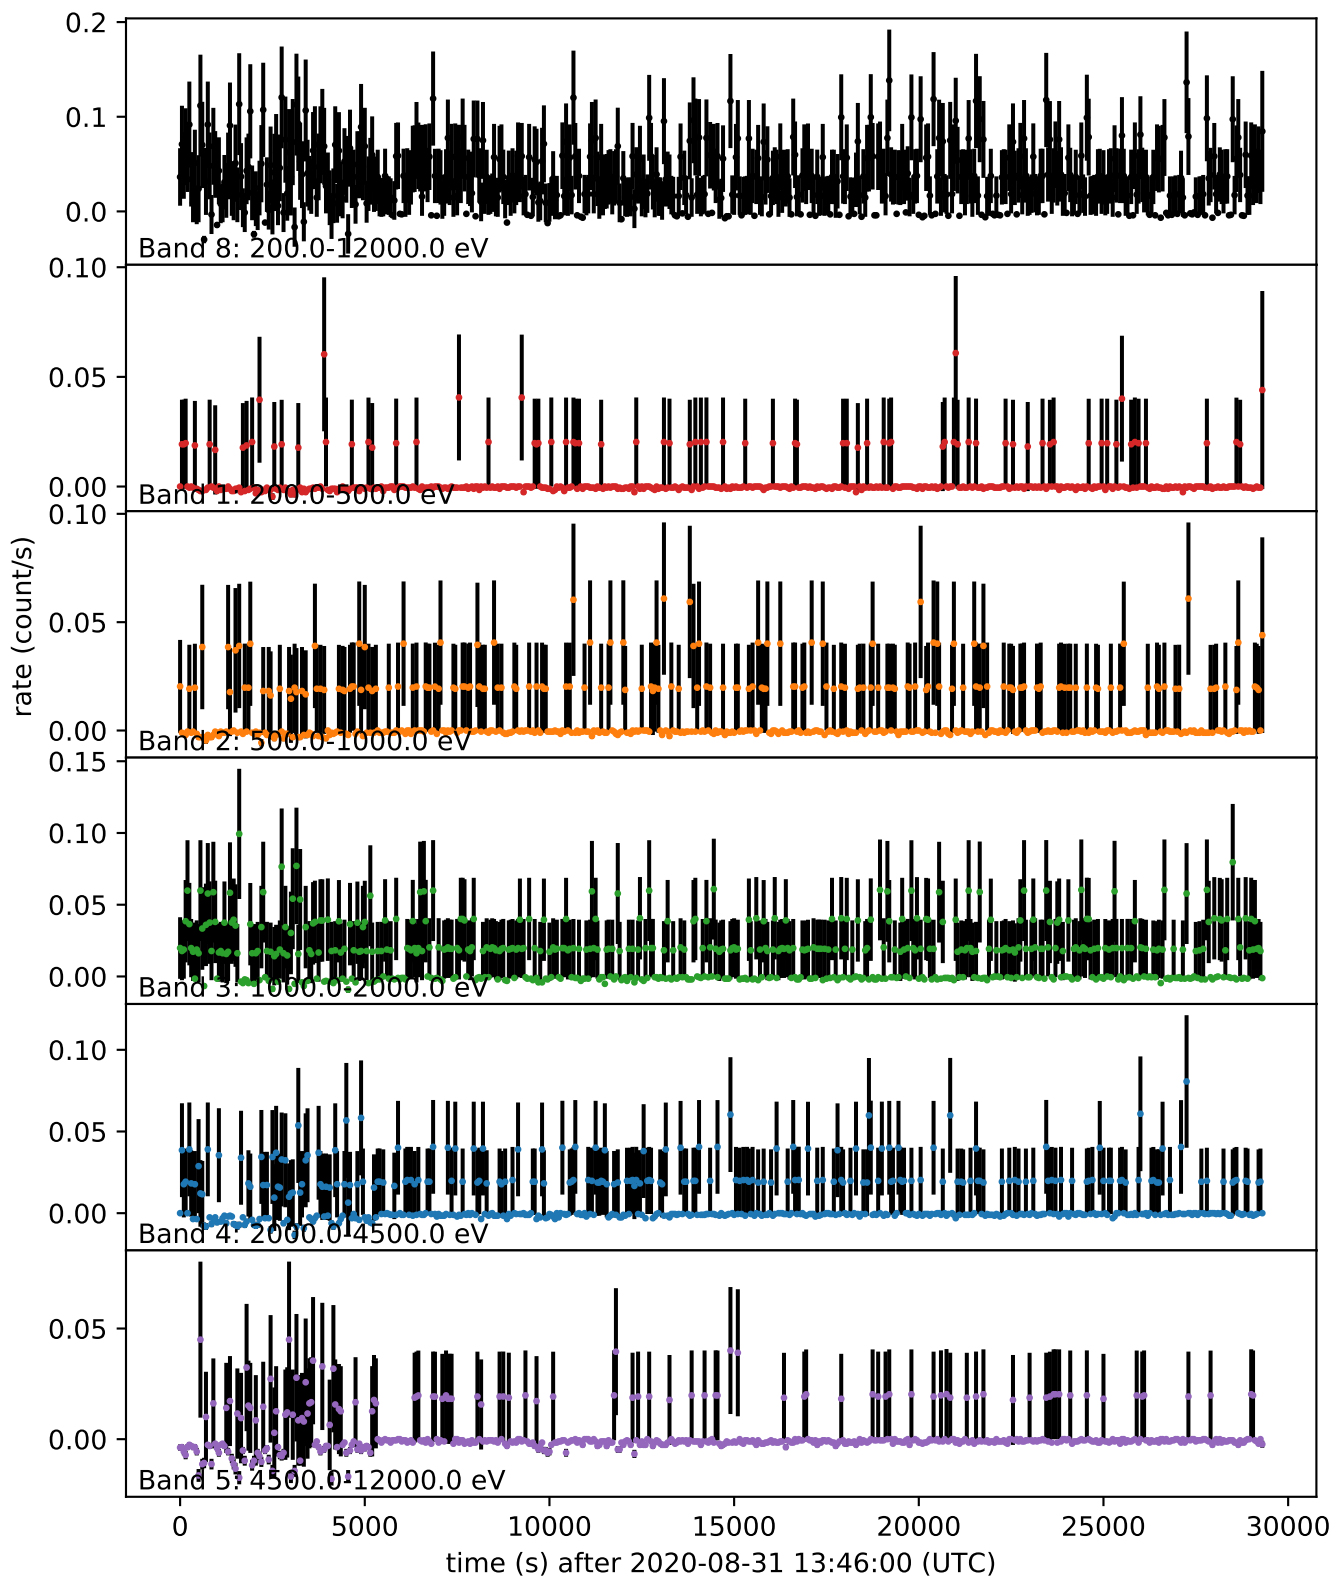 0.2
0.1
0.0
Band 8: 200.0-12000.0 eV
0.10
0.05
0.00
Band 1: 200.0-500.0 eV
0.10
0.05
0.00
Band 2: 500.0-1000.0 eV
rate (count/s)
0.15
0.10
0.05
0.00
Band 3: 1000.0-2000.0 eV
0.10
0.05
0.00
Band 4: 2000.0-4500.0 eV
0.05
0.00
Band 5: 4500.0-12000.0 eV
0 5000 10000 15000 20000 25000 30000
time (s) after 2020-08-31 13:46:00 (UTC)